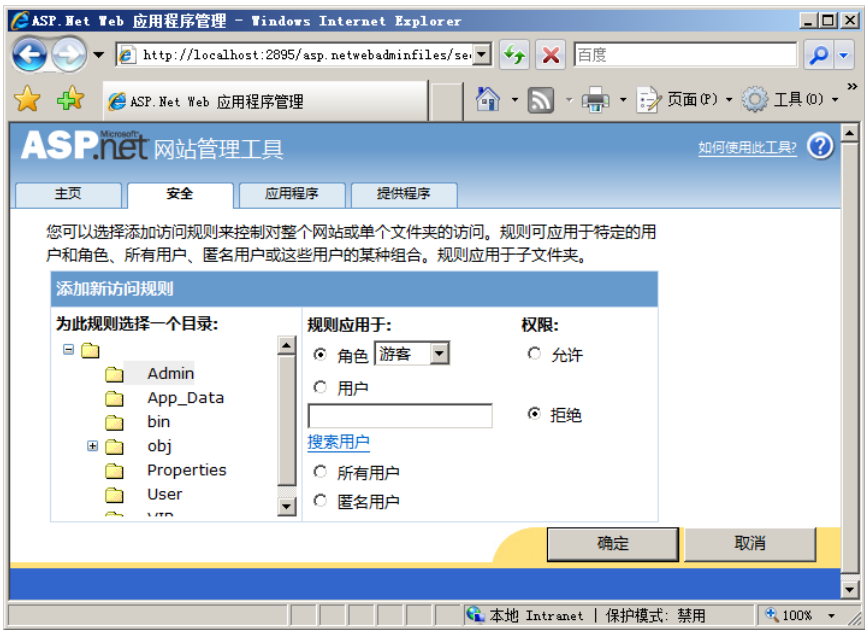 ASP.Net Web 应用程序管理 - Windows Internet Explorer
http://localhost:2895/asp.netwebadminfiles/se
百度
ASP.Net Web 应用程序管理
页面(P)
工具(O)
»
Microsoft
ASP.net 网站管理工具
如何使用此工具?
?
主页
安全
应用程序
提供程序
您可以选择添加访问规则来控制对整个网站或单个文件夹的访问。规则可应用于特定的用
户和角色、所有用户、匿名用户或这些用户的某种组合。规则应用于子文件夹。
添加新访问规则
为此规则选择一个目录:
Admin
App_Data
bin
obj
Properties
User
VIP
规则应用于:
角色 游客
用户
搜索用户
所有用户
匿名用户
权限:
允许
拒绝
确定
取消
本地 Intranet | 保护模式: 禁用
100%